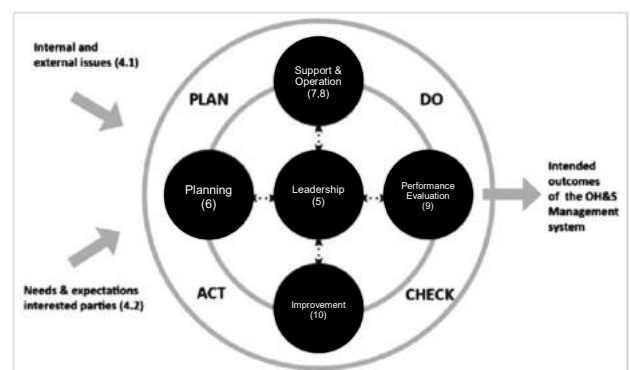 Internal and
external issues (4.1)
PLAN
Support &
Operation
(7,8)
DO
Planning
(6)
Leadership
(5)
Performance
Evaluation
(9)
Intended
outcomes
of the OH&S
Management
system
Needs & expectations
interested parties (4.2)
ACT
Improvement
(10)
CHECK